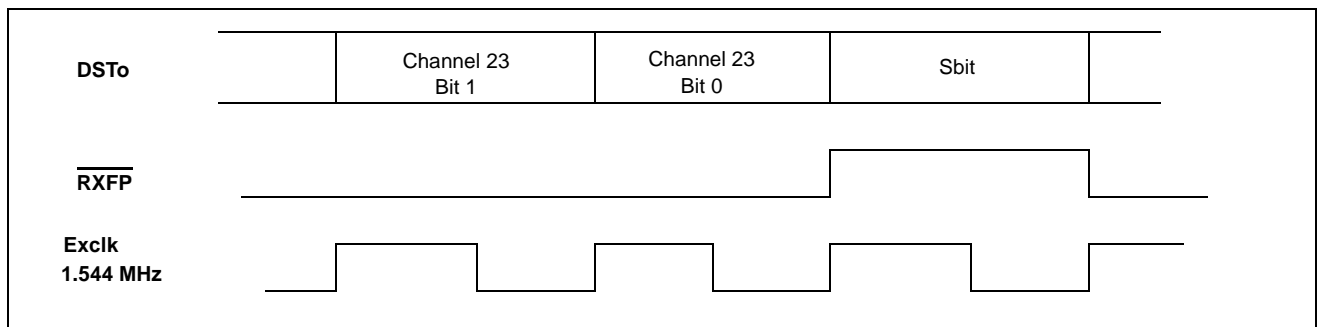 DSTo
Channel 23
Bit 1
Channel 23
Bit 0
Sbit
RXFP
Exclk
1.544 MHz